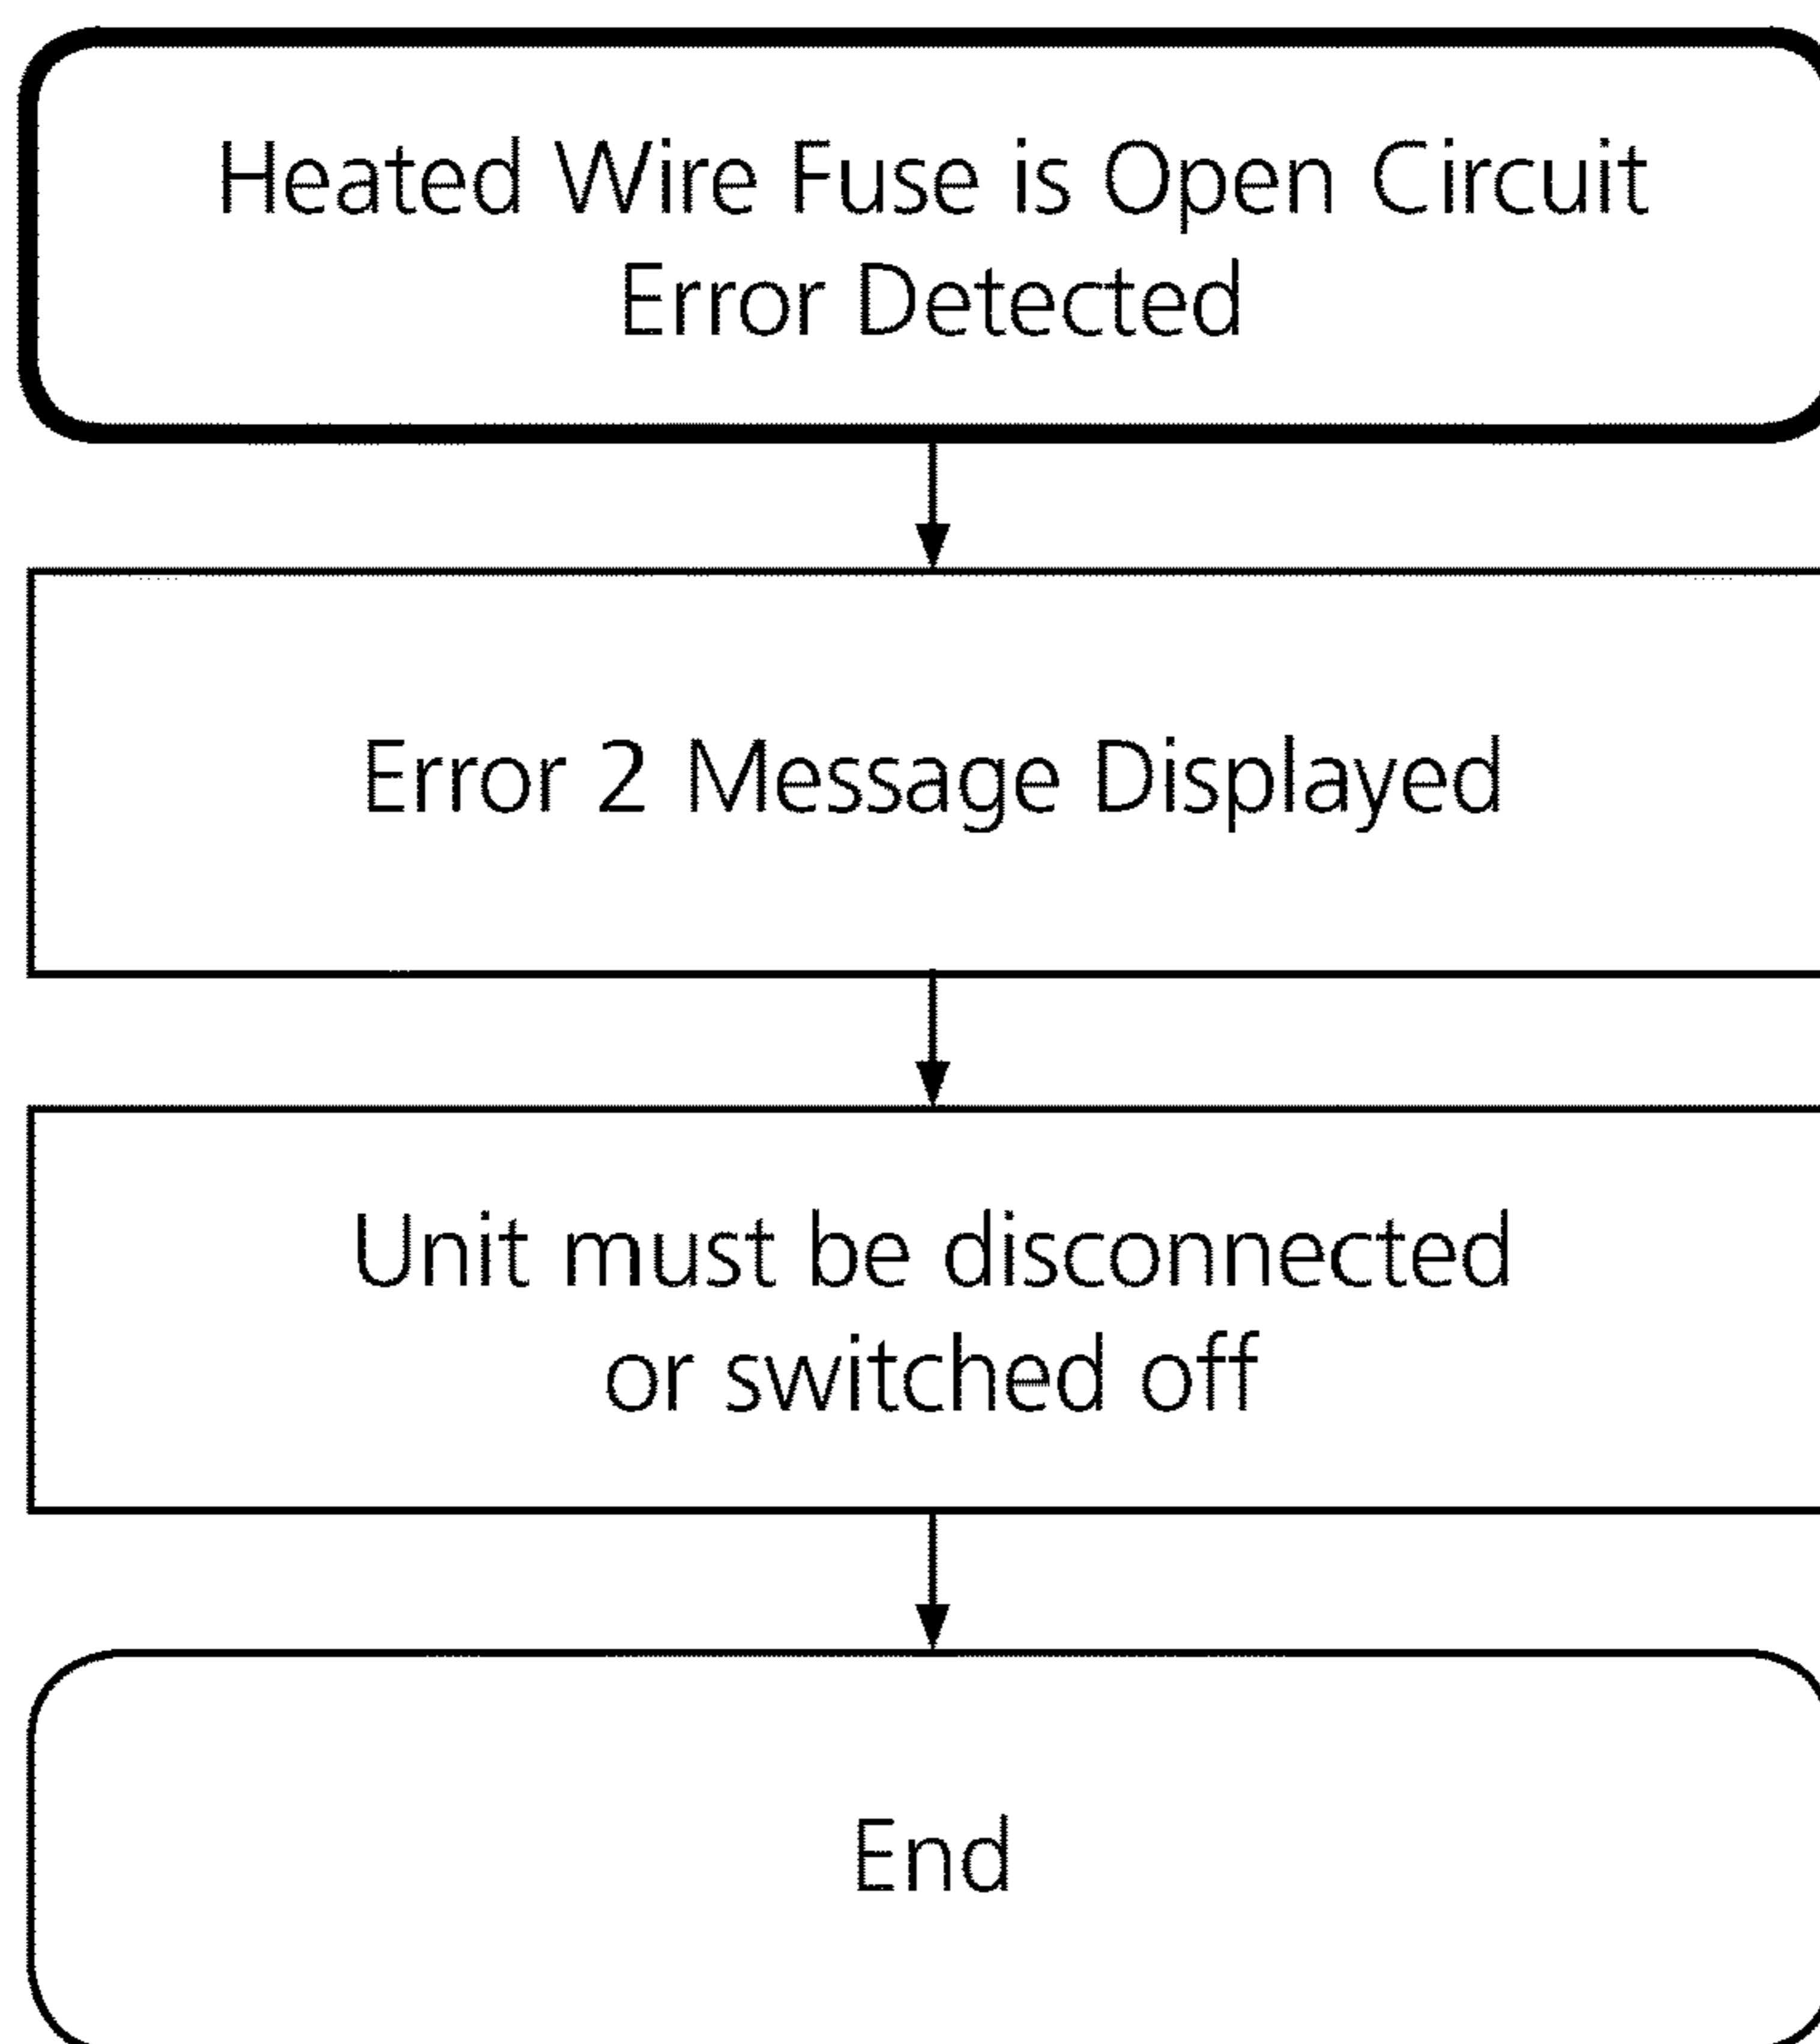 Heated Wire Fuse is Open Circuit
Error Detected
Error 2 Message Displayed
Unit must be disconnected
or switched off
End